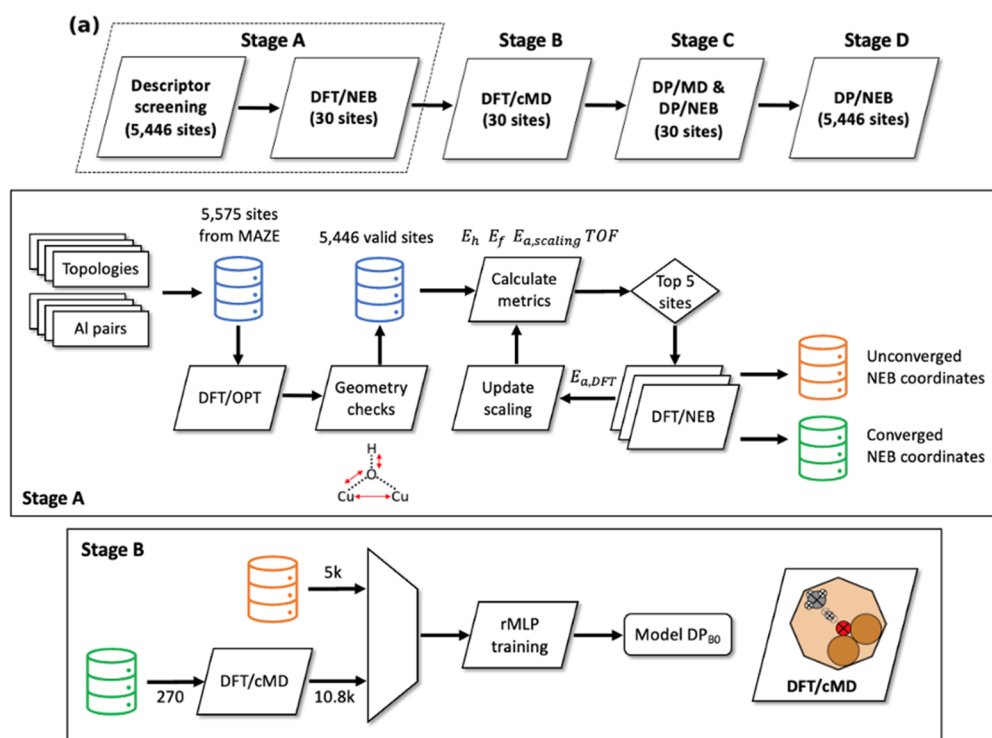 (a)
Stage A
Stage B
Stage C
Stage D
Descriptor
screening
(5,446 sites)
DFT/NEB
(30 sites)
DFT/cMD
(30 sites)
DP/MD &
DP/NEB
(30 sites)
DP/NEB
(5,446 sites)
Topologies
Al pairs
5,575 sites
from MAZE
5,446 valid sites
E_h E_f E_{a,scaling} TOF
Calculate
metrics
Top 5
sites
DFT/OPT
Geometry
checks
Update
scaling
E_{a,DFT}
DFT/NEB
Unconverged
NEB coordinates
Converged
NEB coordinates
H
O
Cu Cu
Stage A
Stage B
5k
270
DFT/cMD
10.8k
rMLP
training
Model DP_{B0}
DFT/cMD